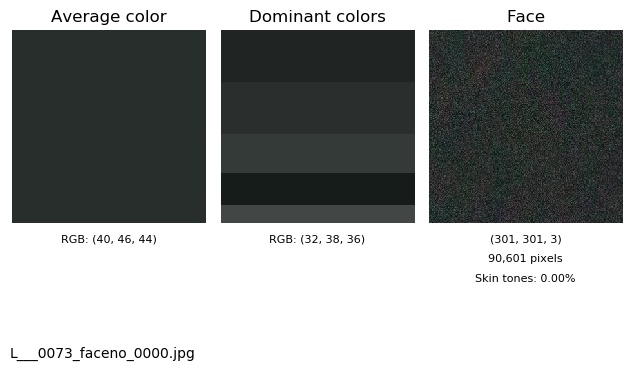 Average color
Dominant colors
Face
RGB: (40, 46, 44)
RGB: (32, 38, 36)
(301, 301, 3)
90,601 pixels
Skin tones: 0.00%
L___0073_faceno_0000.jpg